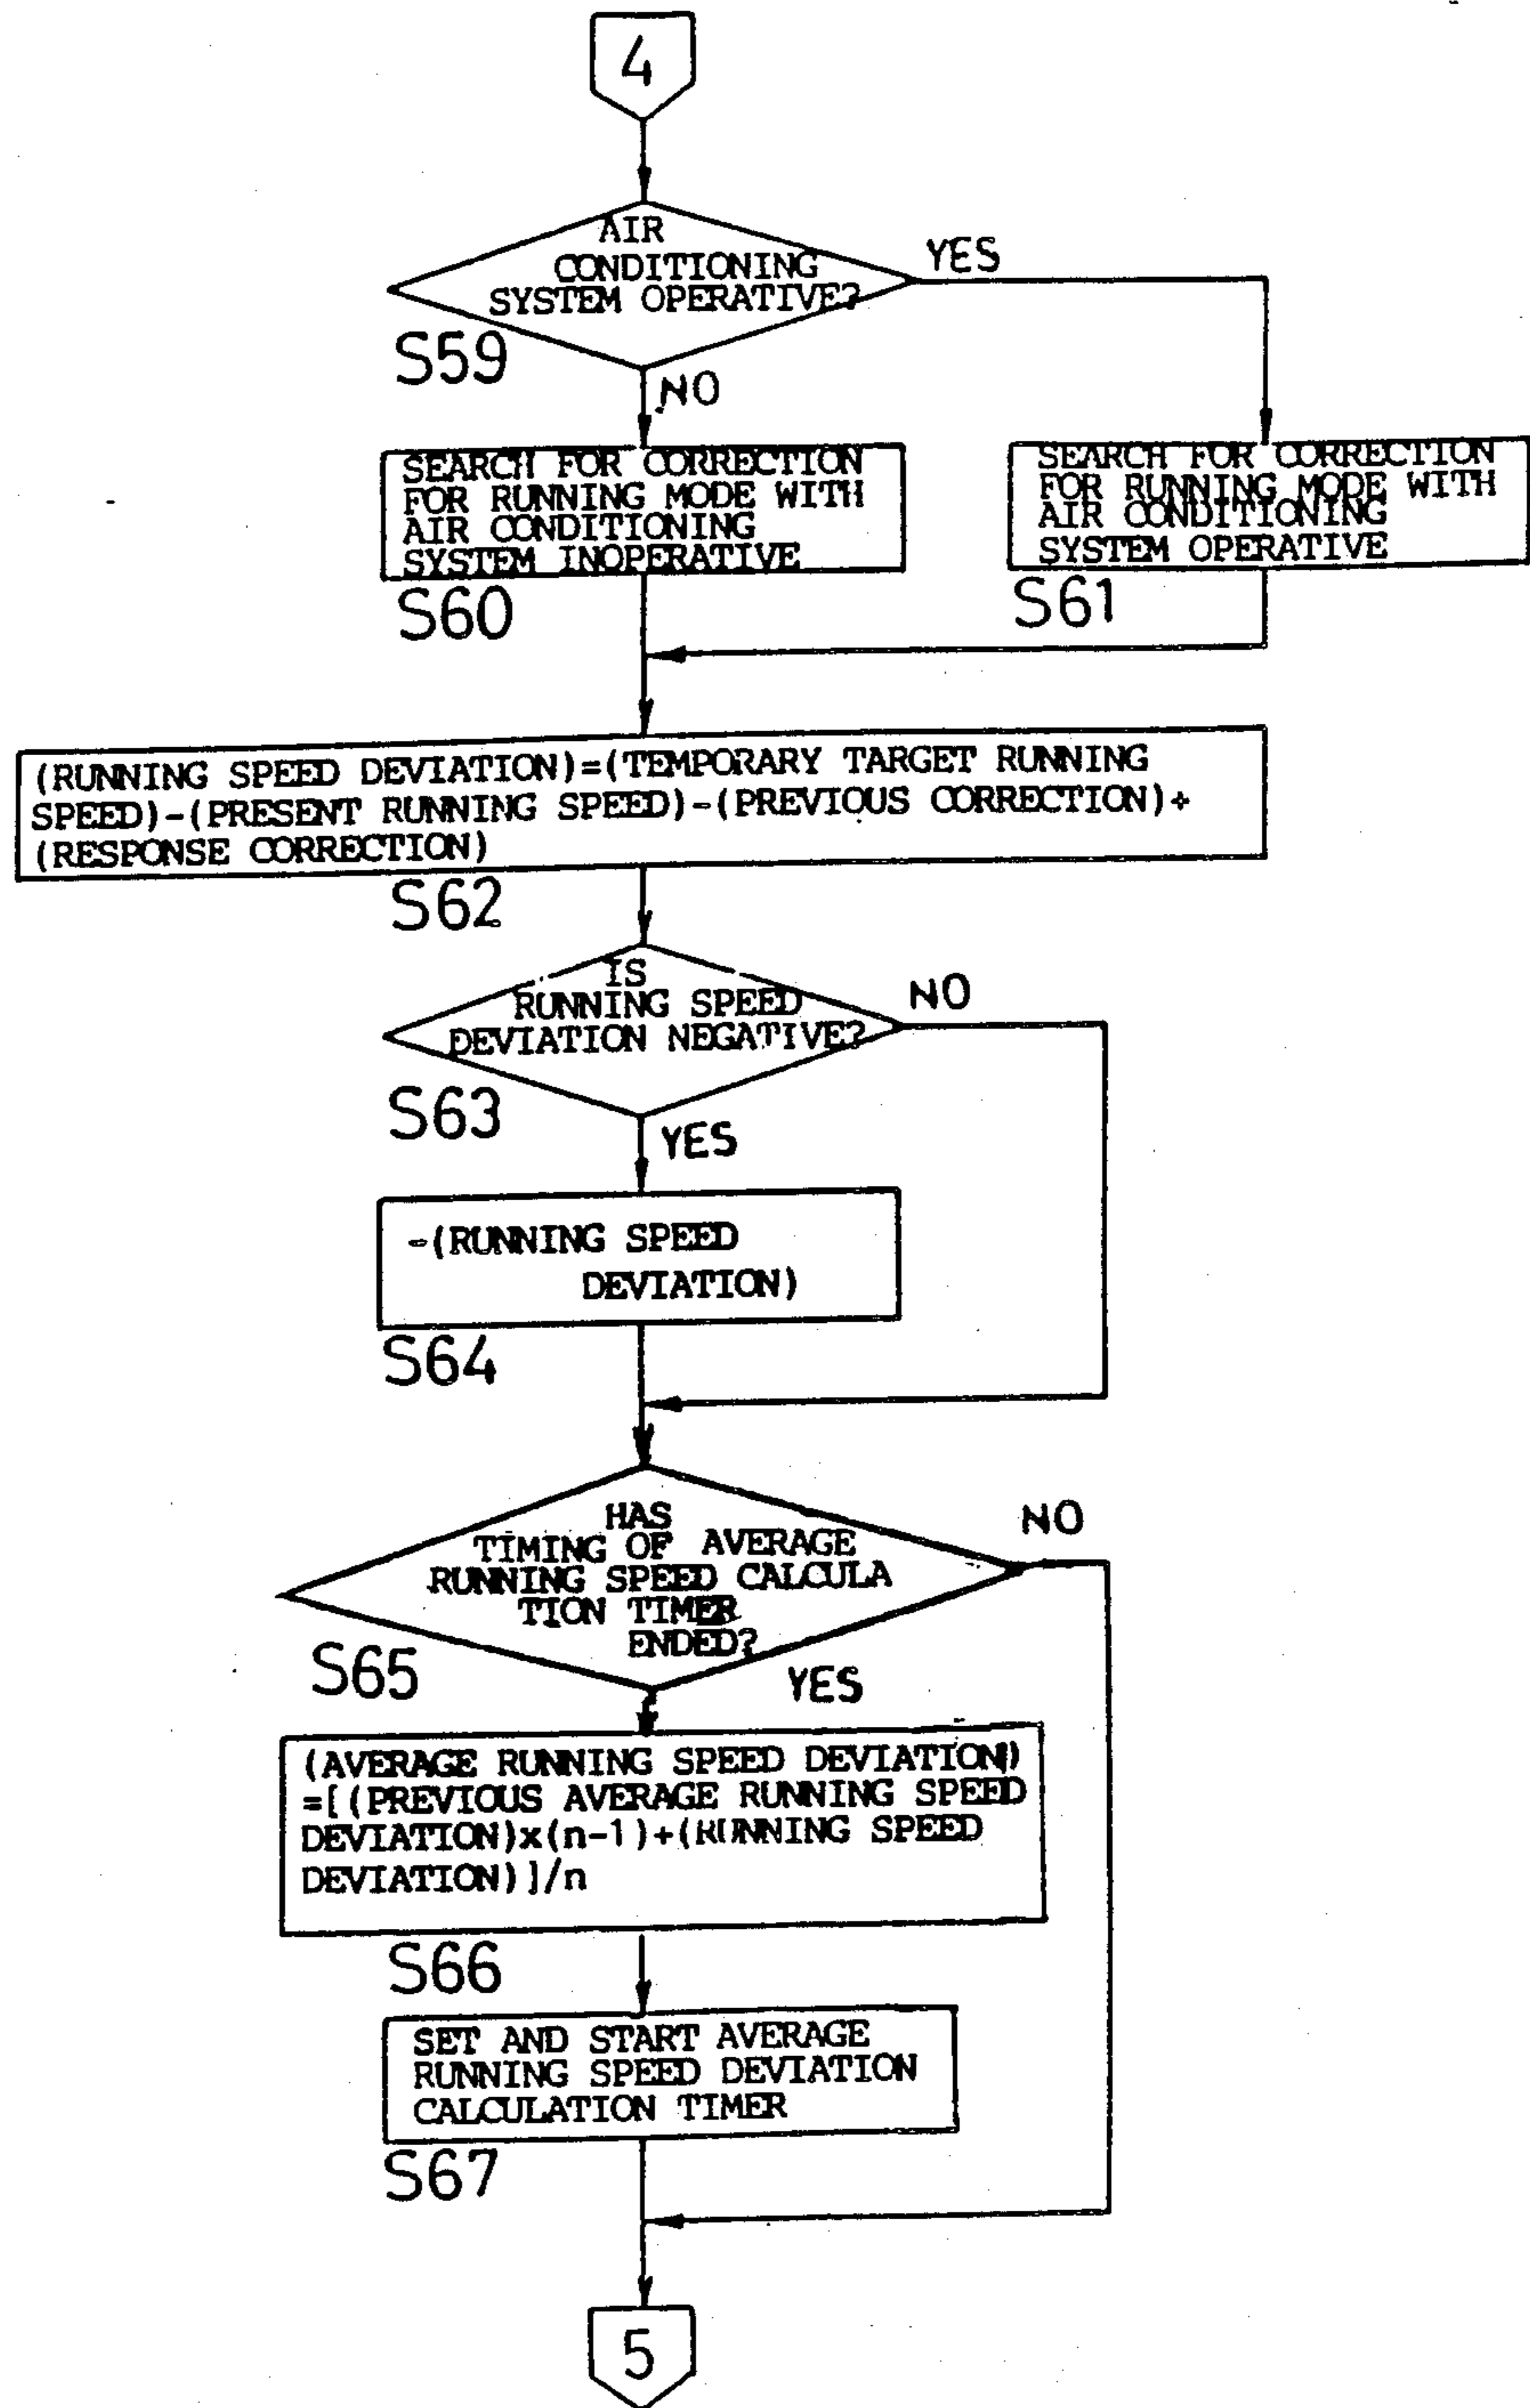 4
AIR
CONDITIONING
SYSTEM OPERATIVE?
YES
S59
NO
SEARCH FOR CORRECTION
FOR RUNNING MODE WITH
AIR CONDITIONING
SYSTEM INOPERATIVE
S60
SEARCH FOR CORRECTION
FOR RUNNING MODE WITH
AIR CONDITIONING
SYSTEM OPERATIVE
S61
(RUNNING SPEED DEVIATION)=(TEMPORARY TARGET RUNNING
SPEED)-(PRESENT RUNNING SPEED)-(PREVIOUS CORRECTION)+
(RESPONSE CORRECTION)
S62
IS
RUNNING SPEED
DEVIATION NEGATIVE?
NO
S63
YES
-(RUNNING SPEED
DEVIATION)
S64
HAS
TIMING OF AVERAGE
RUNNING SPEED CALCULA
TION TIMER
ENDED?
NO
S65
YES
(AVERAGE RUNNING SPEED DEVIATION)
=[(PREVIOUS AVERAGE RUNNING SPEED
DEVIATION)x(n-1)+(RUNNING SPEED
DEVIATION)]/n
S66
SET AND START AVERAGE
RUNNING SPEED DEVIATION
CALCULATION TIMER
S67
5